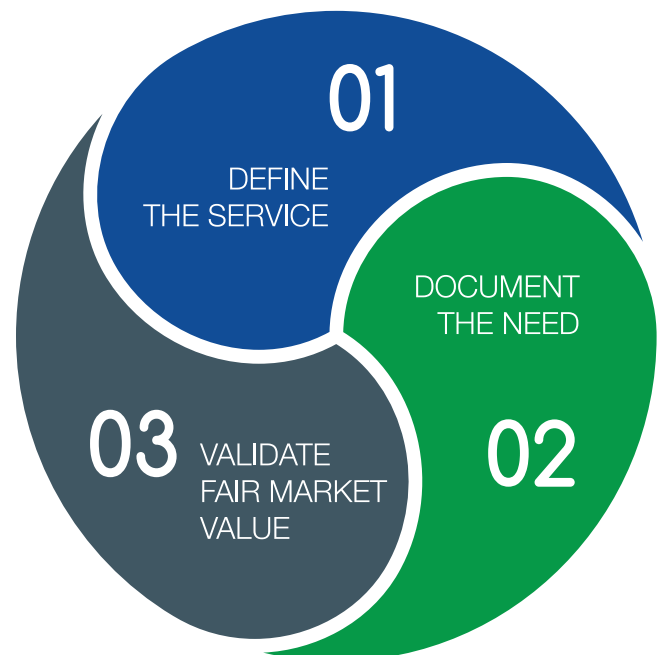 01
DEFINE
THE SERVICE
DOCUMENT
THE NEED
02
03
VALIDATE
FAIR MARKET
VALUE